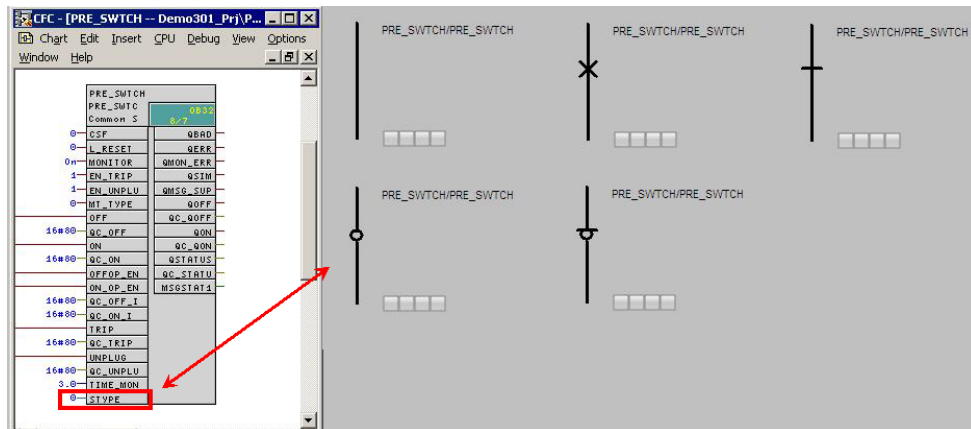 CFC - [PRE_SWTCH -- Demo301_Prj\P...
Chart Edit Insert CPU Debug View Options
Window Help
PRE_SWTCH
PRE_SWTC
Common S
OB32
8/7
0 CSF QBAD
0 L_RESET QERR
On MONITOR QMON_ERR
1 EN_TRIP QSIM
1 EN_UNPLU QMSG_SUP
0 MT_TYPE QOFF
OFF QC_QOFF
16#80 QC_OFF QON
ON QC_QON
16#80 QC_ON QSTATUS
OFFOP_EN QC_STATU
ON_OP_EN MSGSTAT1
16#80 QC_OFF_I
16#80 QC_ON_I
TRIP
16#80 QC_TRIP
UNPLUG
16#80 QC_UNPLU
3.0 TIME_MON
0 STYPE
PRE_SWTCH/PRE_SWTCH
PRE_SWTCH/PRE_SWTCH
PRE_SWTCH/PRE_SWTCH
PRE_SWTCH/PRE_SWTCH
PRE_SWTCH/PRE_SWTCH